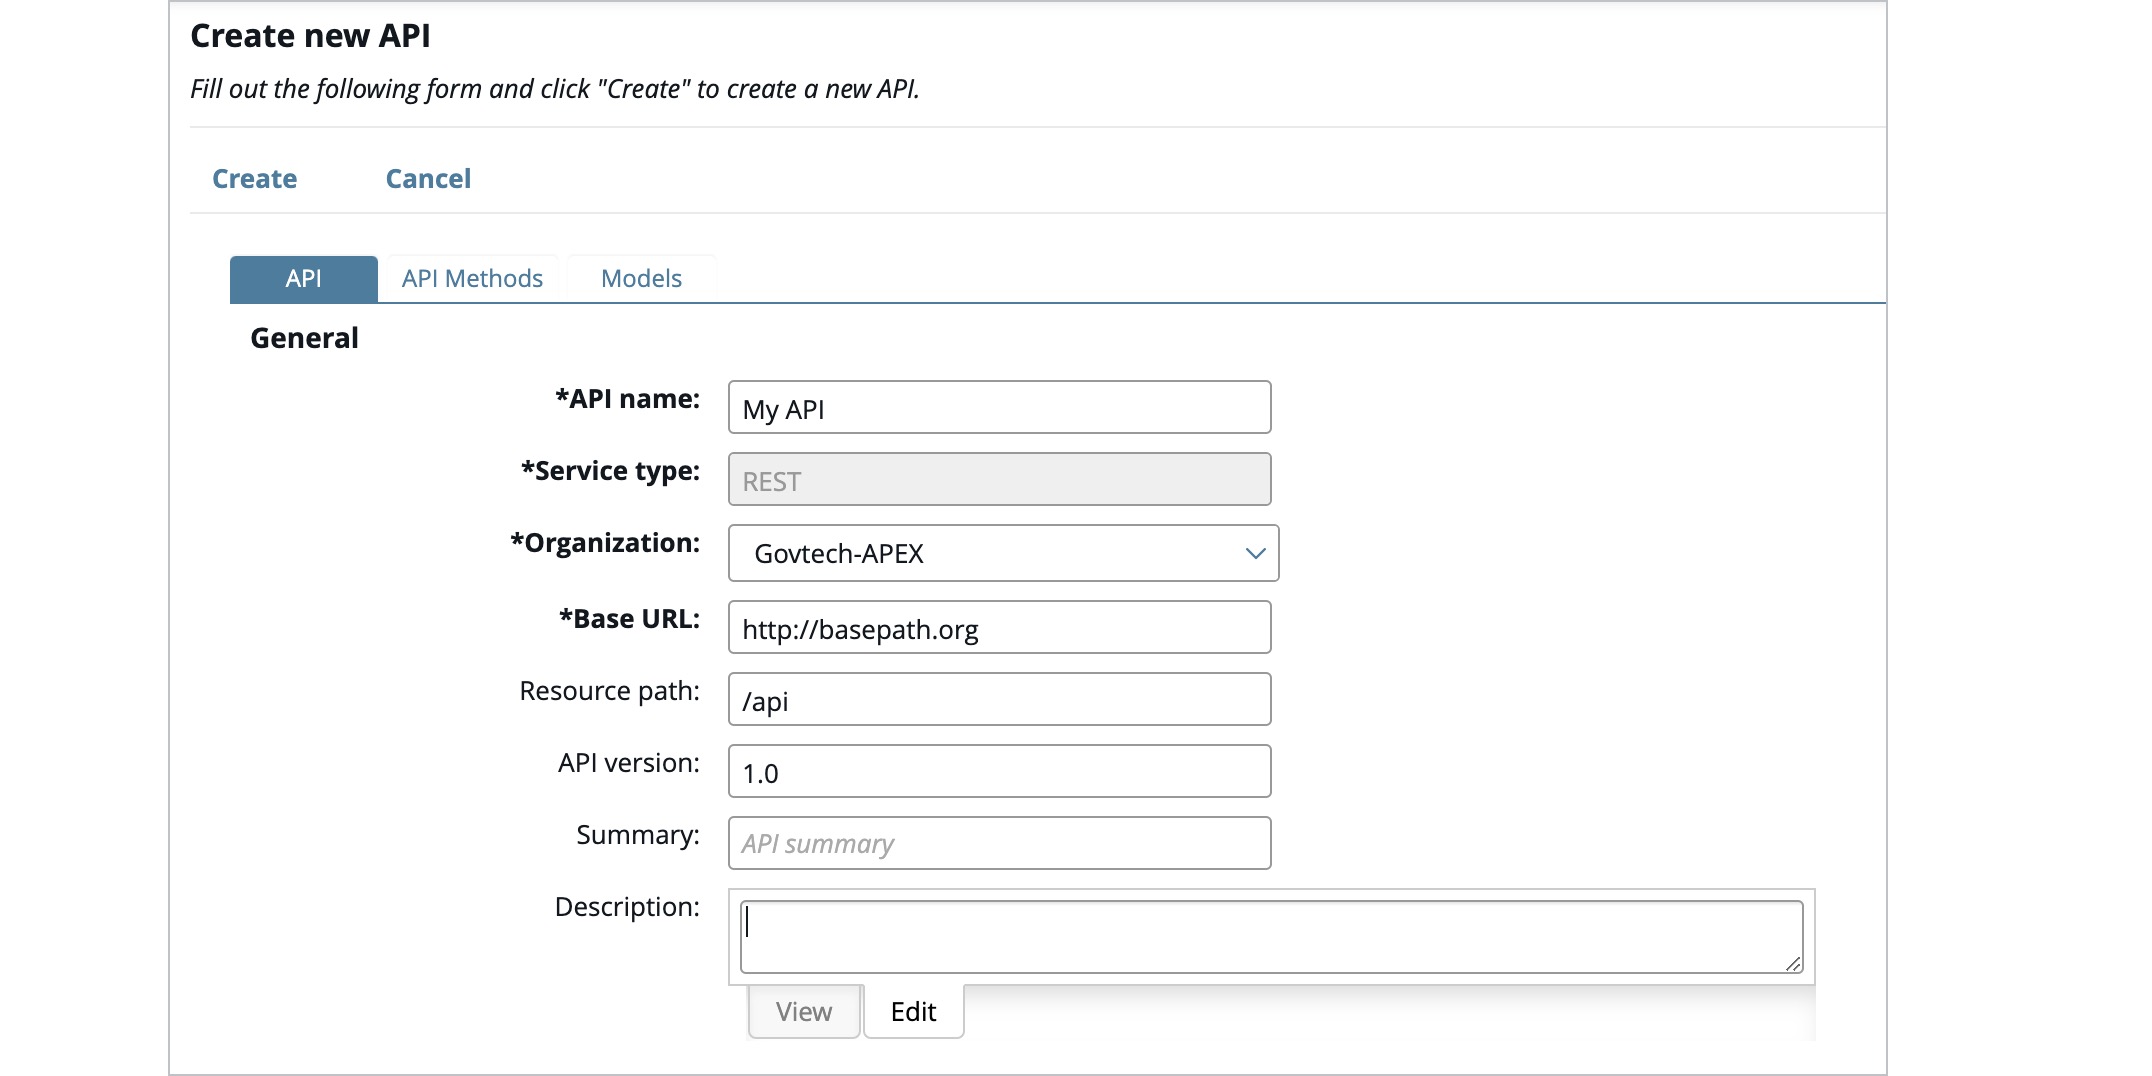 Create new API
Fill out the following form and click "Create" to create a new API.
Create Cancel
API API Methods Models
General
*API name: My API
*Service type: REST
*Organization: Govtech-APEX
*Base URL: http://basepath.org
Resource path: /api
API version: 1.0
Summary: API summary
Description:
View Edit